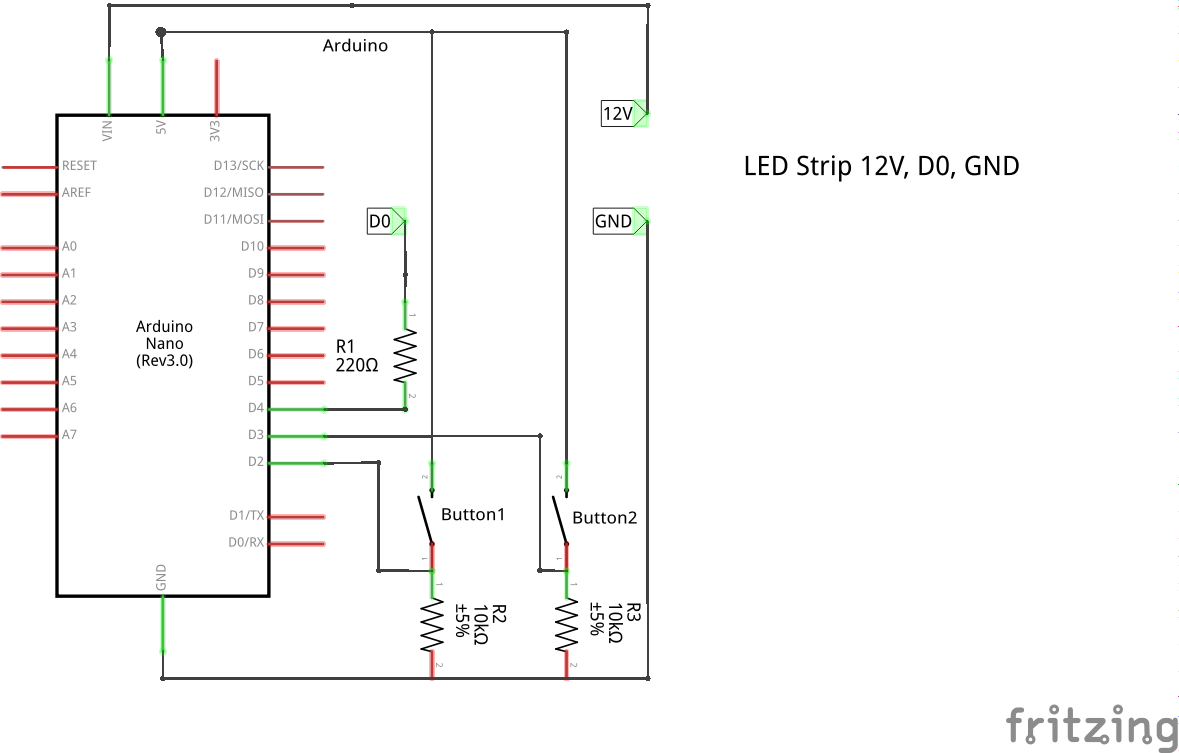 Arduino
VIN
5V
3V3
12V
RESET
D13/SCK
LED Strip 12V, D0, GND
AREF
D12/MISO
D11/MOSI
D0
GND
A0
D10
A1
D9
A2
D8
1
A3
D7
Arduino
Nano
(Rev3.0)
R1
220Ω
A4
D6
A5
D5
2
A6
D4
A7
D3
D2
2
2
Button1
Button2
D1/TX
D0/RX
1
1
GND
1
1
R2
10kΩ
±5%
R3
10kΩ
±5%
2
2
fritzing